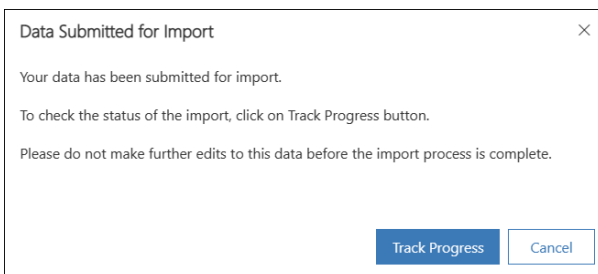 Data Submitted for Import
Your data has been submitted for import.
To check the status of the import, click on Track Progress button.
Please do not make further edits to this data before the import process is complete.
Track Progress
Cancel